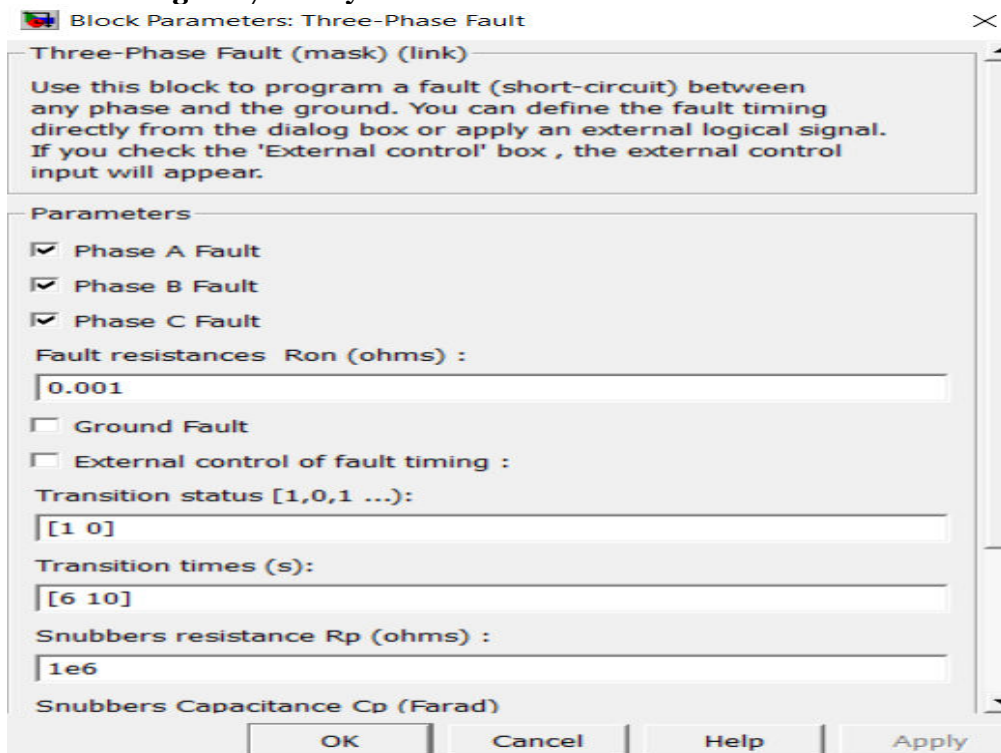 Block Parameters: Three-Phase Fault
Three-Phase Fault (mask) (link)
Use this block to program a fault (short-circuit) between
any phase and the ground. You can define the fault timing
directly from the dialog box or apply an external logical signal.
If you check the 'External control' box , the external control
input will appear.
Parameters
Phase A Fault
Phase B Fault
Phase C Fault
Fault resistances Ron (ohms) :
0.001
Ground Fault
External control of fault timing :
Transition status [1,0,1 ...):
[1 0]
Transition times (s):
[6 10]
Snubbers resistance Rp (ohms) :
1e6
Snubbers Capacitance Cp (Farad)
OK Cancel Help Apply